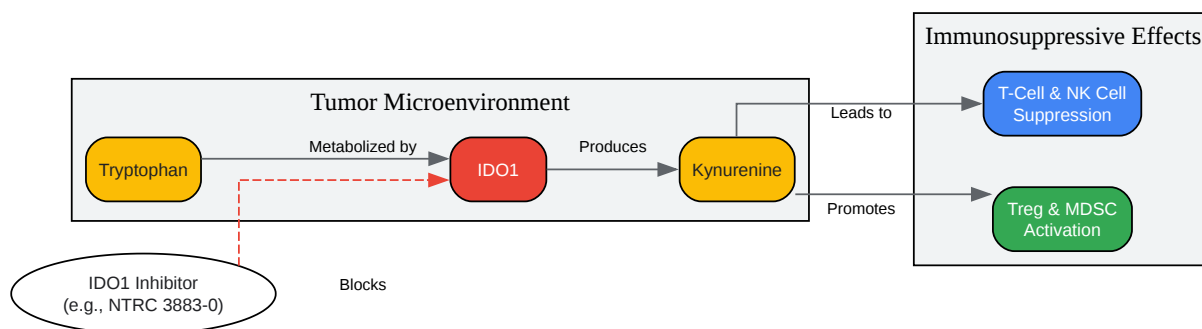 Immunosuppressive Effects
Tumor Microenvironment
T-Cell & NK Cell
Suppression
Leads to
Metabolized by
Produces
Tryptophan
IDO1
Kynurenine
Promotes
Treg & MDSC
Activation
IDO1 Inhibitor
(e.g., NTRC 3883-0)
Blocks